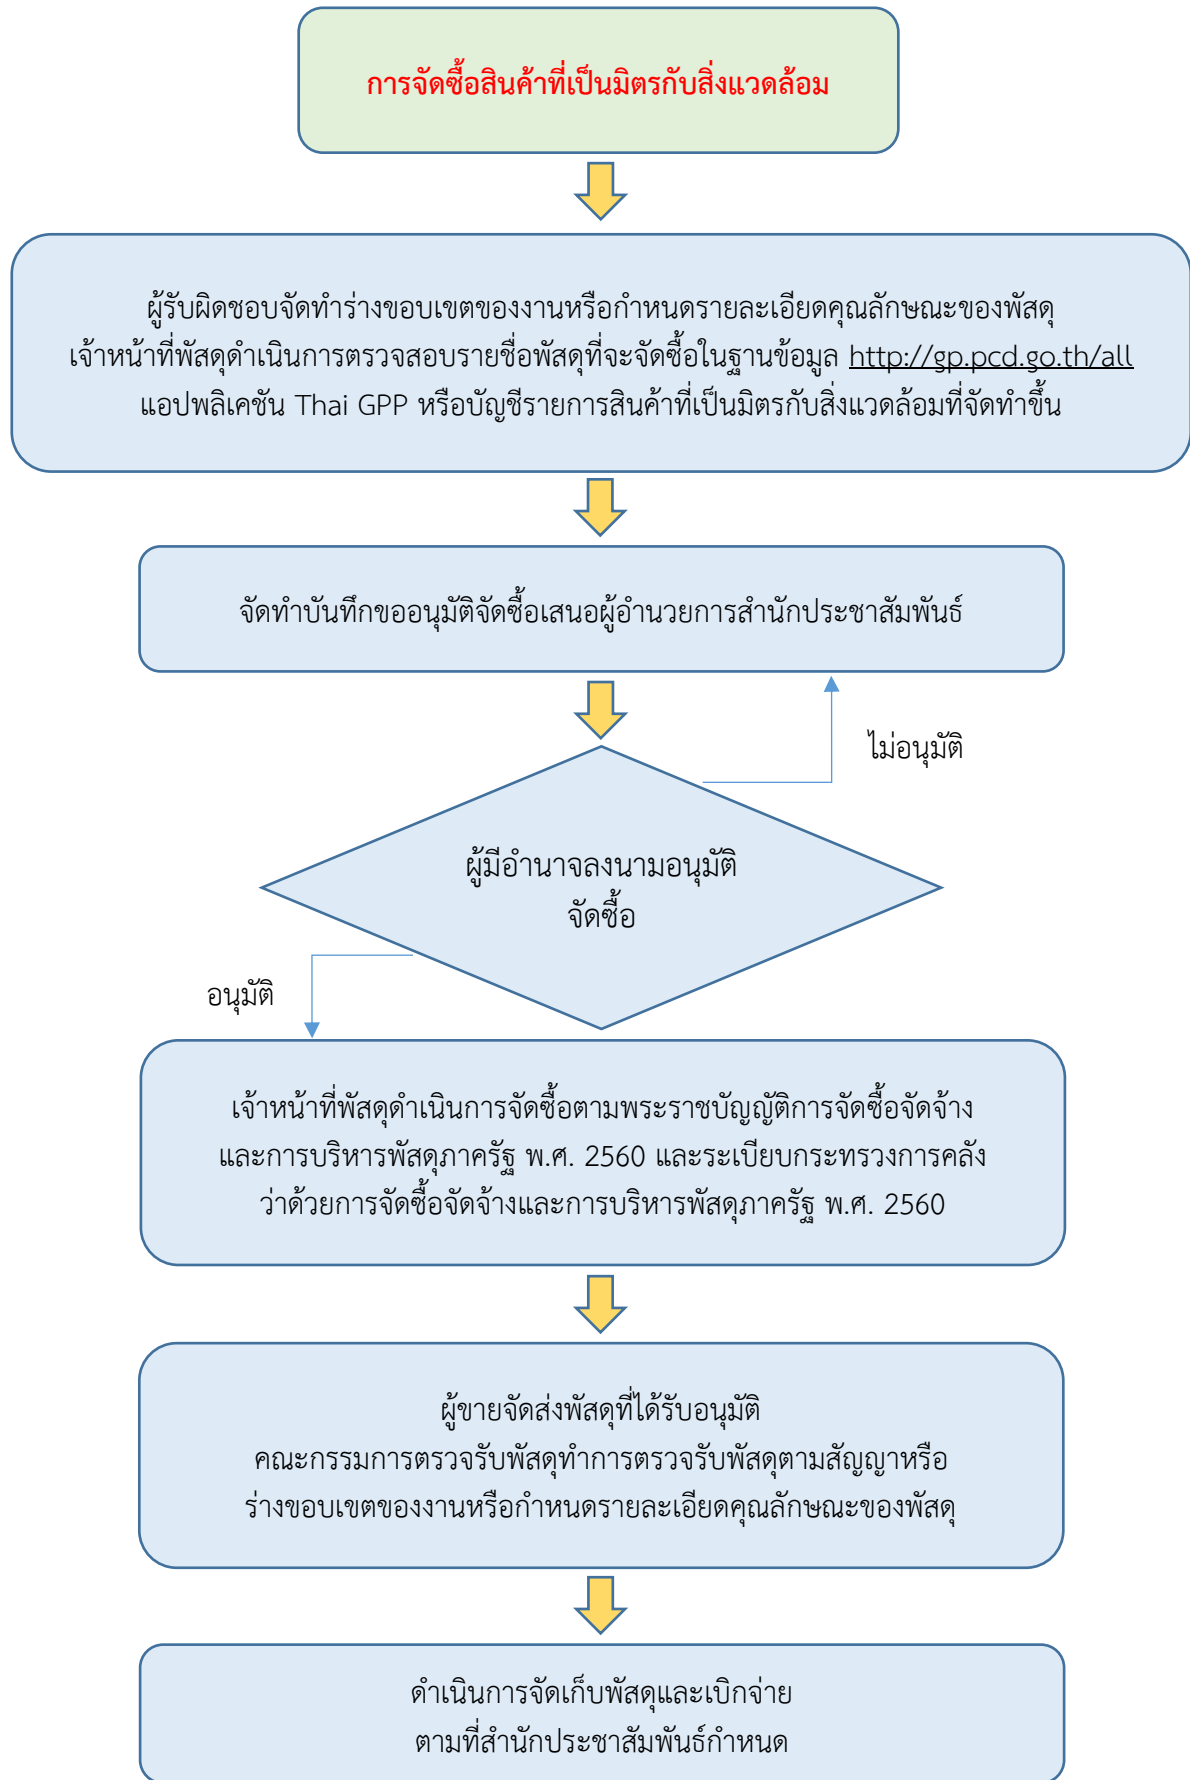 การจัดซื้อสินค้าที่เป็นมิตรกับสิ่งแวดล้อม
ผู้รับผิดชอบจัดทำร่างขอบเขตของงานหรือกำหนดรายละเอียดคุณลักษณะของพัสดุ
เจ้าหน้าที่พัสดุดำเนินการตรวจสอบรายชื่อพัสดุที่จะจัดซื้อในฐานข้อมูล http://gp.pcd.go.th/all
แอปพลิเคชัน Thai GPP หรือบัญชีรายการสินค้าที่เป็นมิตรกับสิ่งแวดล้อมที่จัดทำขึ้น
จัดทำบันทึกขออนุมัติจัดซื้อเสนอผู้อำนวยการสำนักประชาสัมพันธ์
ไม่อนุมัติ
ผู้มีอำนาจลงนามอนุมัติ
จัดซื้อ
อนุมัติ
เจ้าหน้าที่พัสดุดำเนินการจัดซื้อตามพระราชบัญญัติการจัดซื้อจัดจ้าง
และการบริหารพัสดุภาครัฐ พ.ศ. 2560 และระเบียบกระทรวงการคลัง
ว่าด้วยการจัดซื้อจัดจ้างและการบริหารพัสดุภาครัฐ พ.ศ. 2560
ผู้ขายจัดส่งพัสดุที่ได้รับอนุมัติ
คณะกรรมการตรวจรับพัสดุทำการตรวจรับพัสดุตามสัญญาหรือ
ร่างขอบเขตของงานหรือกำหนดรายละเอียดคุณลักษณะของพัสดุ
ดำเนินการจัดเก็บพัสดุและเบิกจ่าย
ตามที่สำนักประชาสัมพันธ์กำหนด